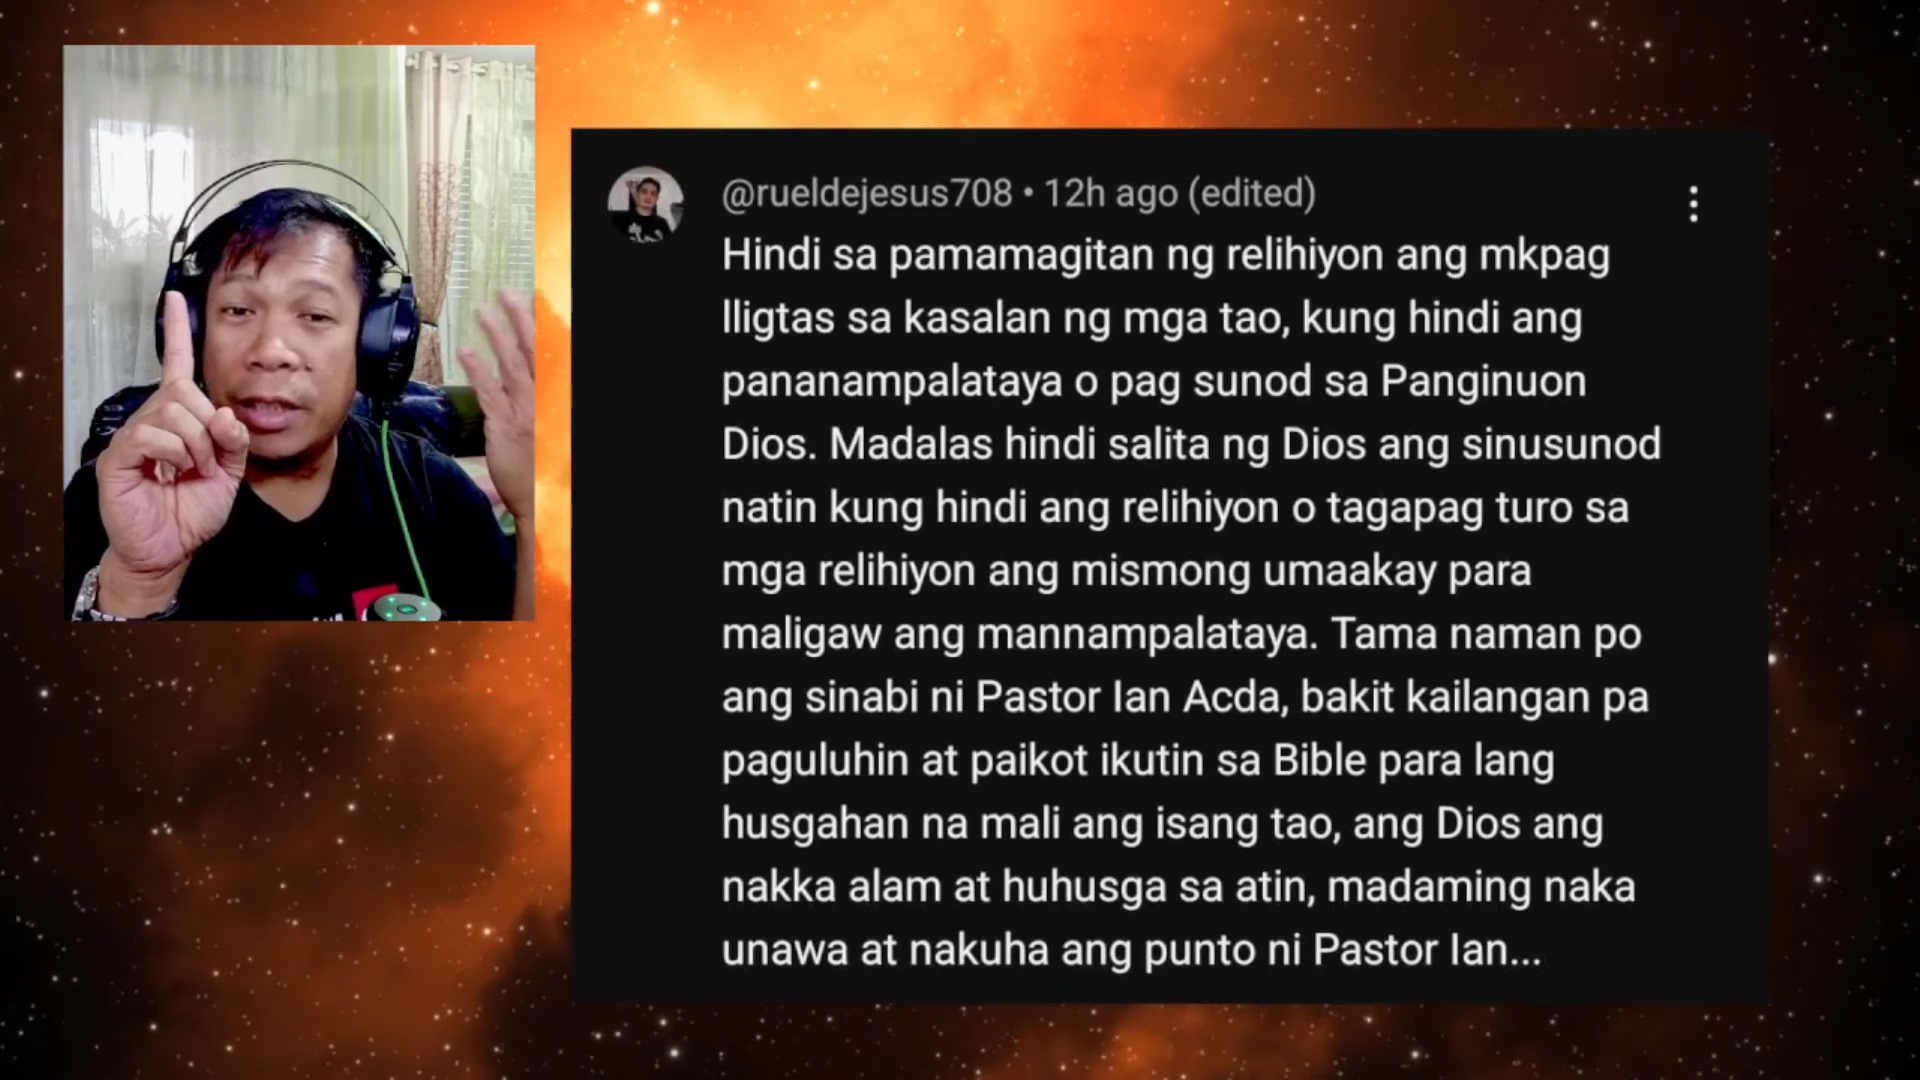 @rueldejesus708 • 12h ago (edited)
Hindi sa pamamagitan ng relihiyon ang mkpag
lligtas sa kasalan ng mga tao, kung hindi ang
pananampalataya o pag sunod sa Panginuon
Dios. Madalas hindi salita ng Dios ang sinusunod
natin kung hindi ang relihiyon o tagapag turo sa
mga relihiyon ang mismong umaakay para
maligaw ang mannampalataya. Tama naman po
ang sinabi ni Pastor Ian Acda, bakit kailangan pa
paguluhin at paikot ikutin sa Bible para lang
husgahan na mali ang isang tao, ang Dios ang
nakka alam at huhusga sa atin, madaming naka
unawa at nakuha ang punto ni Pastor Ian...